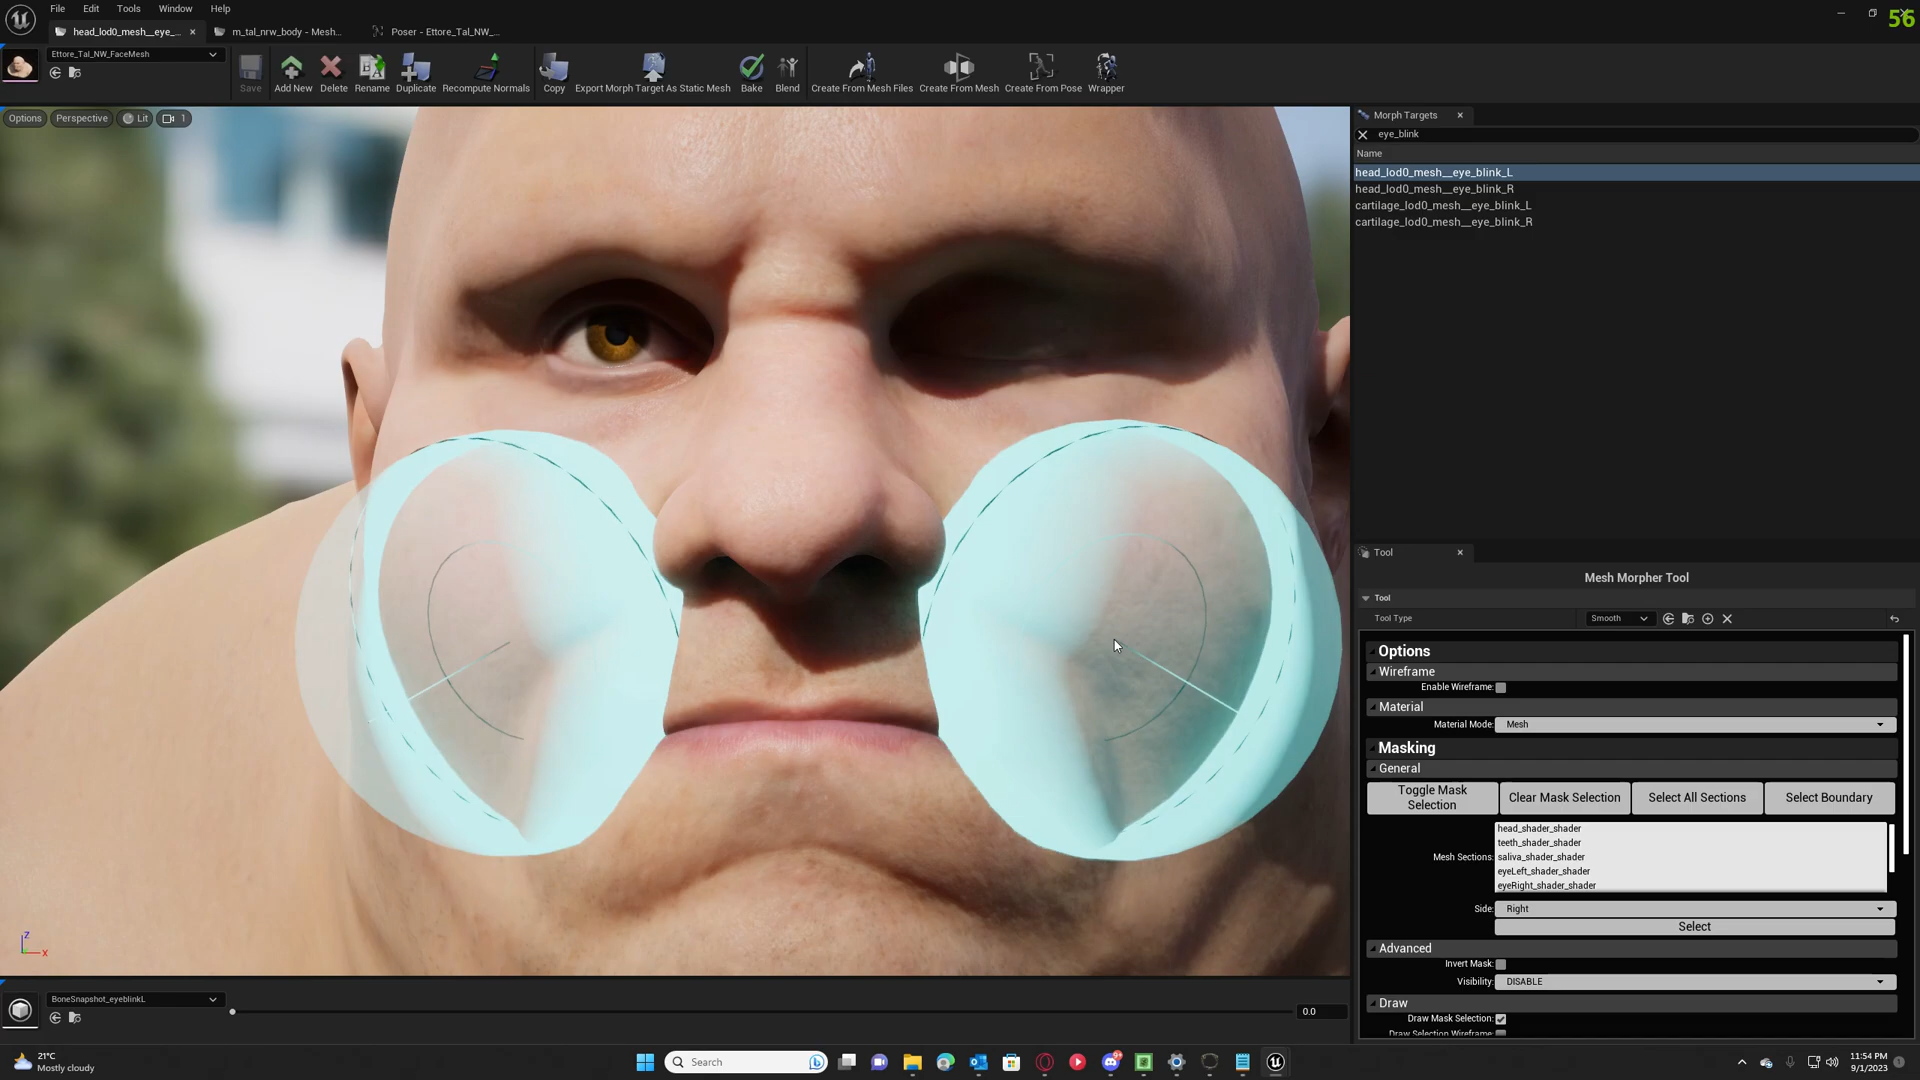 File Edit Tools Window Help
56
head_lod0_mesh__eye_...
m_tal_nrw_body - Mesh...
Poser - Ettore_Tal_NW_...
Ettore_Tal_NW_FaceMesh
Save
Add New
Delete
Rename
Duplicate
Recompute Normals
Copy
Export Morph Target As Static Mesh
Bake
Blend
Create From Mesh Files
Create From Mesh
Create From Pose
Wrapper
Options
Perspective
Lit
1
Morph Targets
eye_blink
Name
head_lod0_mesh__eye_blink_L
head_lod0_mesh__eye_blink_R
cartilage_lod0_mesh__eye_blink_L
cartilage_lod0_mesh__eye_blink_R
Tool
Mesh Morpher Tool
Tool
Tool Type
Smooth
Options
Wireframe
Enable Wireframe:
Material
Material Mode: Mesh
Masking
General
Toggle Mask Selection
Clear Mask Selection
Select All Sections
Select Boundary
Mesh Sections:
head_shader_shader
teeth_shader_shader
saliva_shader_shader
eyeLeft_shader_shader
eyeRight_shader_shader
Side: Right
Select
Advanced
Invert Mask:
Visibility: DISABLE
Draw
Draw Mask Selection:
Draw Selection Wireframe:
Z
X
BoneSnapshot_eyeblinkL
0.0
21°C
Mostly cloudy
Search
11:54 PM
9/1/2023